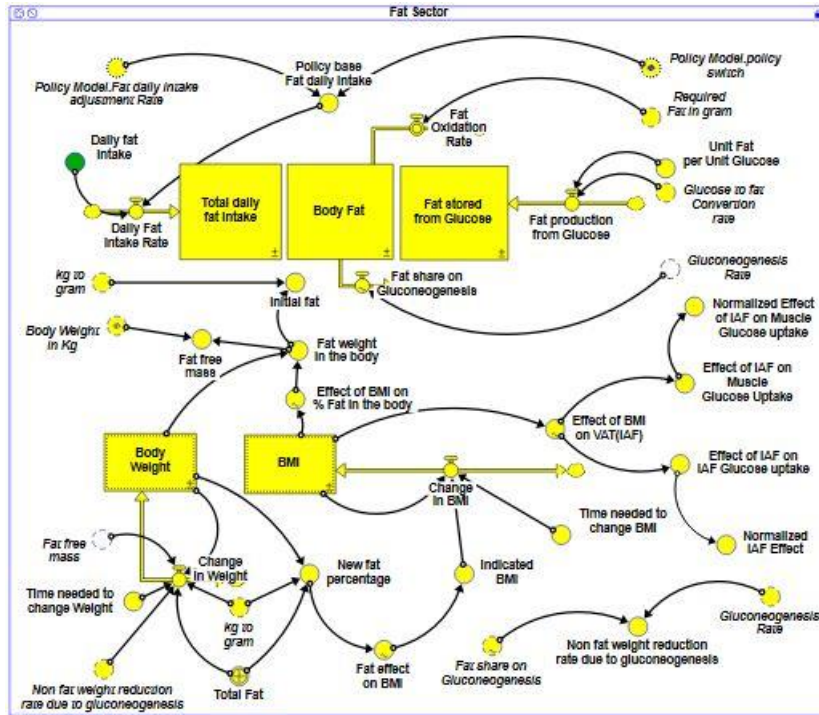 Fat Sector
Policy Model.Fat daily intake
adjustment Rate
Policy base
Fat daily Intake
Policy Model.policy
switch
Required
Fat in gram
Fat
Oxidation
Rate
Daily fat
Intake
Unit Fat
per Unit Glucose
Total daily
fat Intake
Body Fat
Fat stored
from Glucose
Glucose to fat
Convertion
rate
Daily Fat
Intake Rate
Fat production
from Glucose
kg to
gram
Initial fat
Fat share on
Gluconeogenesis
Gluconeogenesis
Rate
Body Weight
in Kg
Fat free
mass
Fat weight
in the body
Normalized Effect
of IAF on Muscle
Glucose uptake
Effect of BMI on
% Fat in the body
Effect of IAF on
Muscle
Glucose Uptake
Effect of BMI
on VAT(IAF)
Body
Weight
BMI
Effect of IAF on
IAF Glucose uptake
Change
in BMI
Time needed to
change BMI
Normalized
IAF Effect
Fat free
mass
Change
in Weight
New fat
percentage
Indicated
BMI
Time needed to
change Weight
kg to
gram
Gluconeogenesis
Rate
Non fat weight reduction
rate due to gluconeogenesis
Total Fat
Fat effect
on BMI
Fat share on
Gluconeogenesis
Non fat weight reduction
rate due to gluconeogenesis